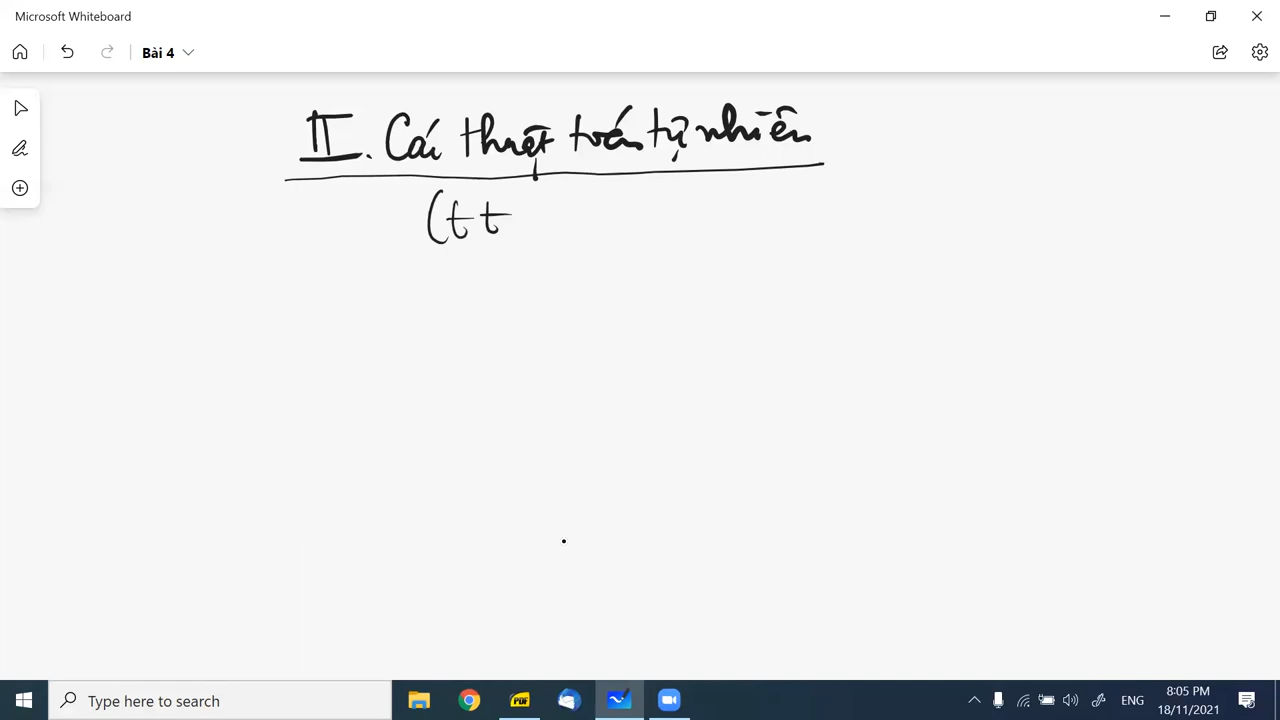 Microsoft Whiteboard
Bài 4
II. Các thuật toán tự nhiên
(tt
Type here to search
PDF
ENG
8:05 PM
18/11/2021